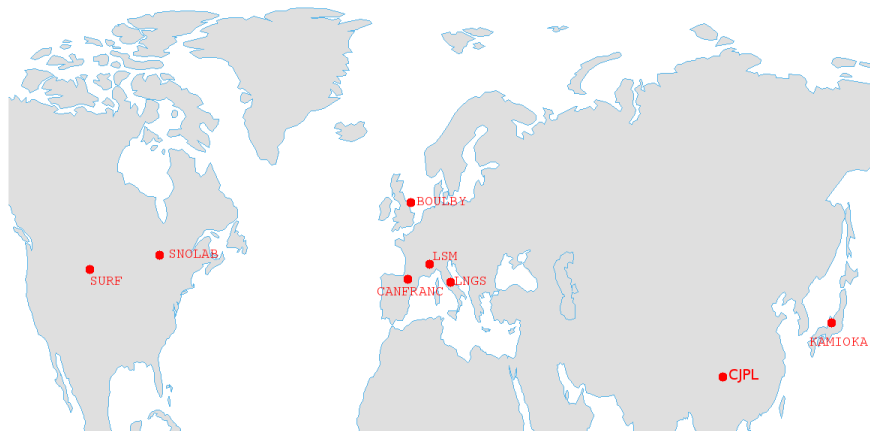 BOULBY
SNOLAB
LSM
SURF
LNGS
CANFRANC
KAMIOKA
CJPL